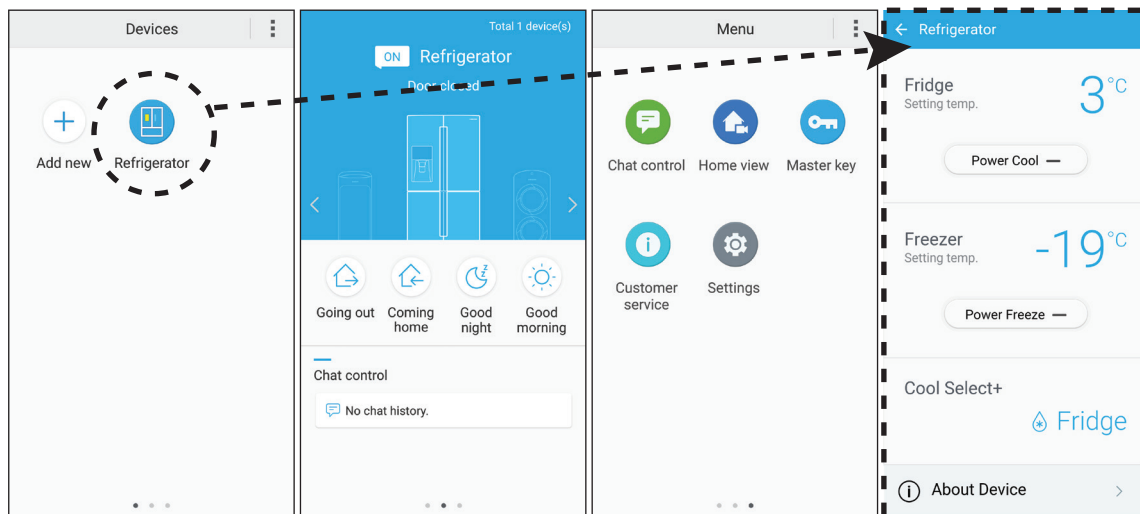 Devices
Add new
Refrigerator
Total 1 device(s)
ON Refrigerator
Door closed
Going out
Coming
home
Good
night
Good
morning
Chat control
No chat history.
Menu
Chat control
Home view
Master key
Customer
service
Settings
Refrigerator
Fridge
Setting temp.
3°C
Power Cool
Freezer
Setting temp.
-19°C
Power Freeze
Cool Select+
Fridge
About Device